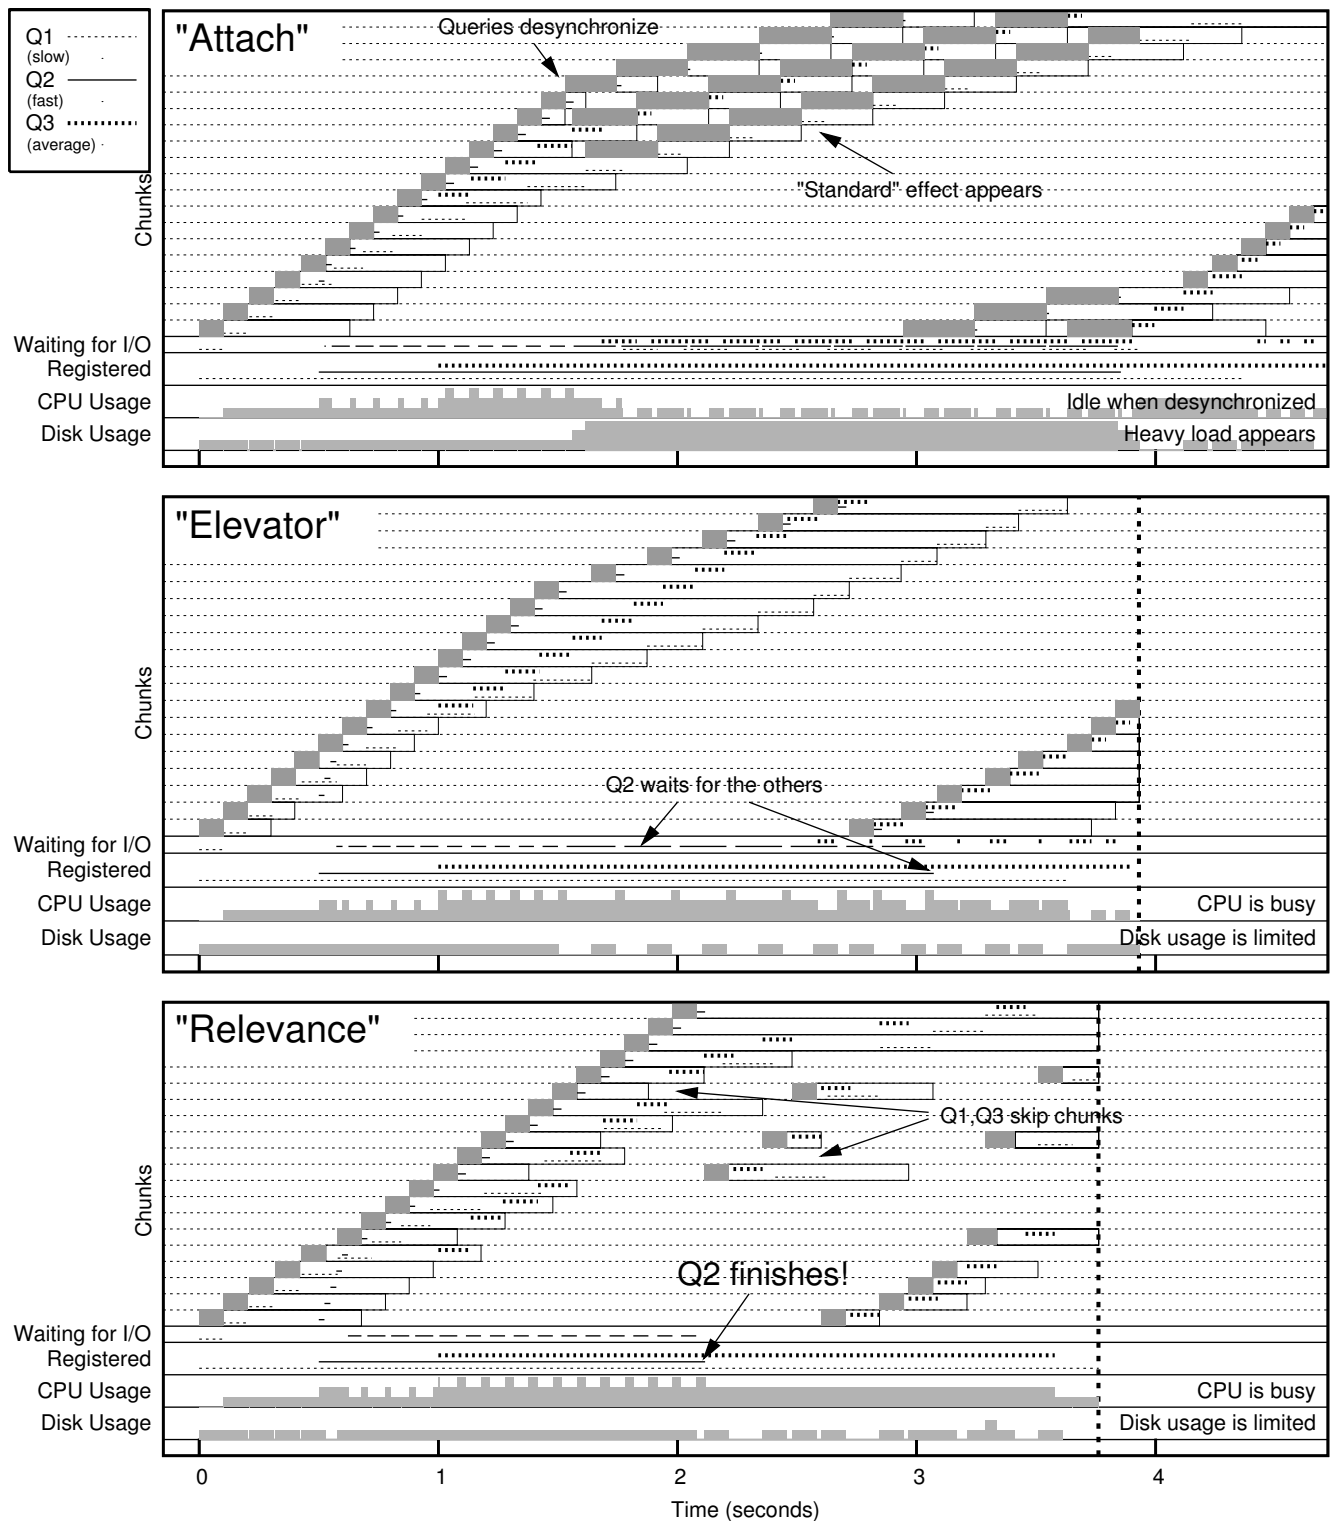 Q1
(slow)
Q2
(fast)
Q3
(average)
"Attach"
Queries desynchronize
"Standard" effect appears
Chunks
Waiting for I/O
Registered
CPU Usage
Idle when desynchronized
Disk Usage
Heavy load appears
"Elevator"
Chunks
Q2 waits for the others
Waiting for I/O
Registered
CPU Usage
CPU is busy
Disk Usage
Disk usage is limited
"Relevance"
Q1,Q3 skip chunks
Chunks
Q2 finishes!
Waiting for I/O
Registered
CPU Usage
CPU is busy
Disk Usage
Disk usage is limited
0 1 2 3 4
Time (seconds)